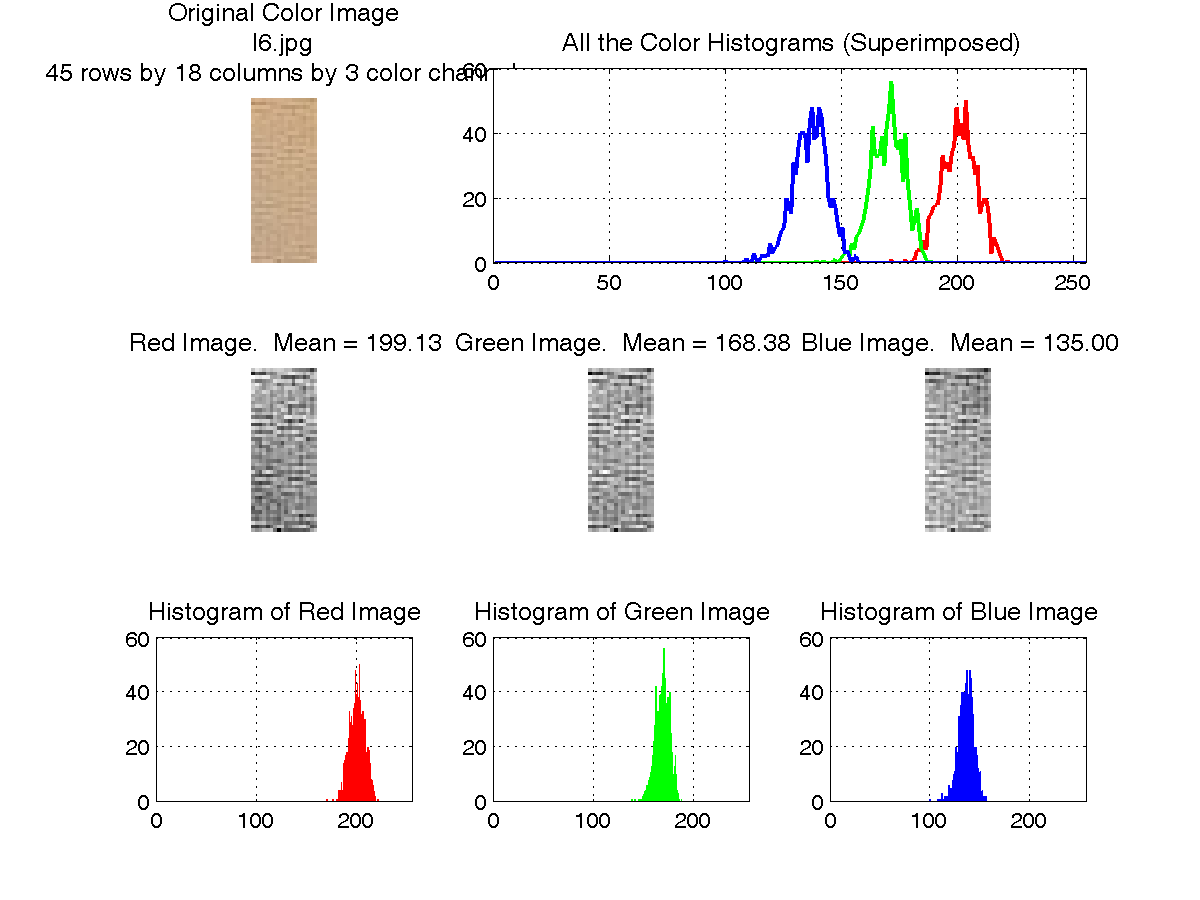 Original Color Image
I6.jpg
45 rows by 18 columns by 3 color chann
All the Color Histograms (Superimposed)
60
40
20
0
0 50 100 150 200 250
Red Image. Mean = 199.13 Green Image. Mean = 168.38 Blue Image. Mean = 135.00
Histogram of Red Image Histogram of Green Image Histogram of Blue Image
60 60 60
40 40 40
20 20 20
0 0 0
0 100 200 0 100 200 0 100 200